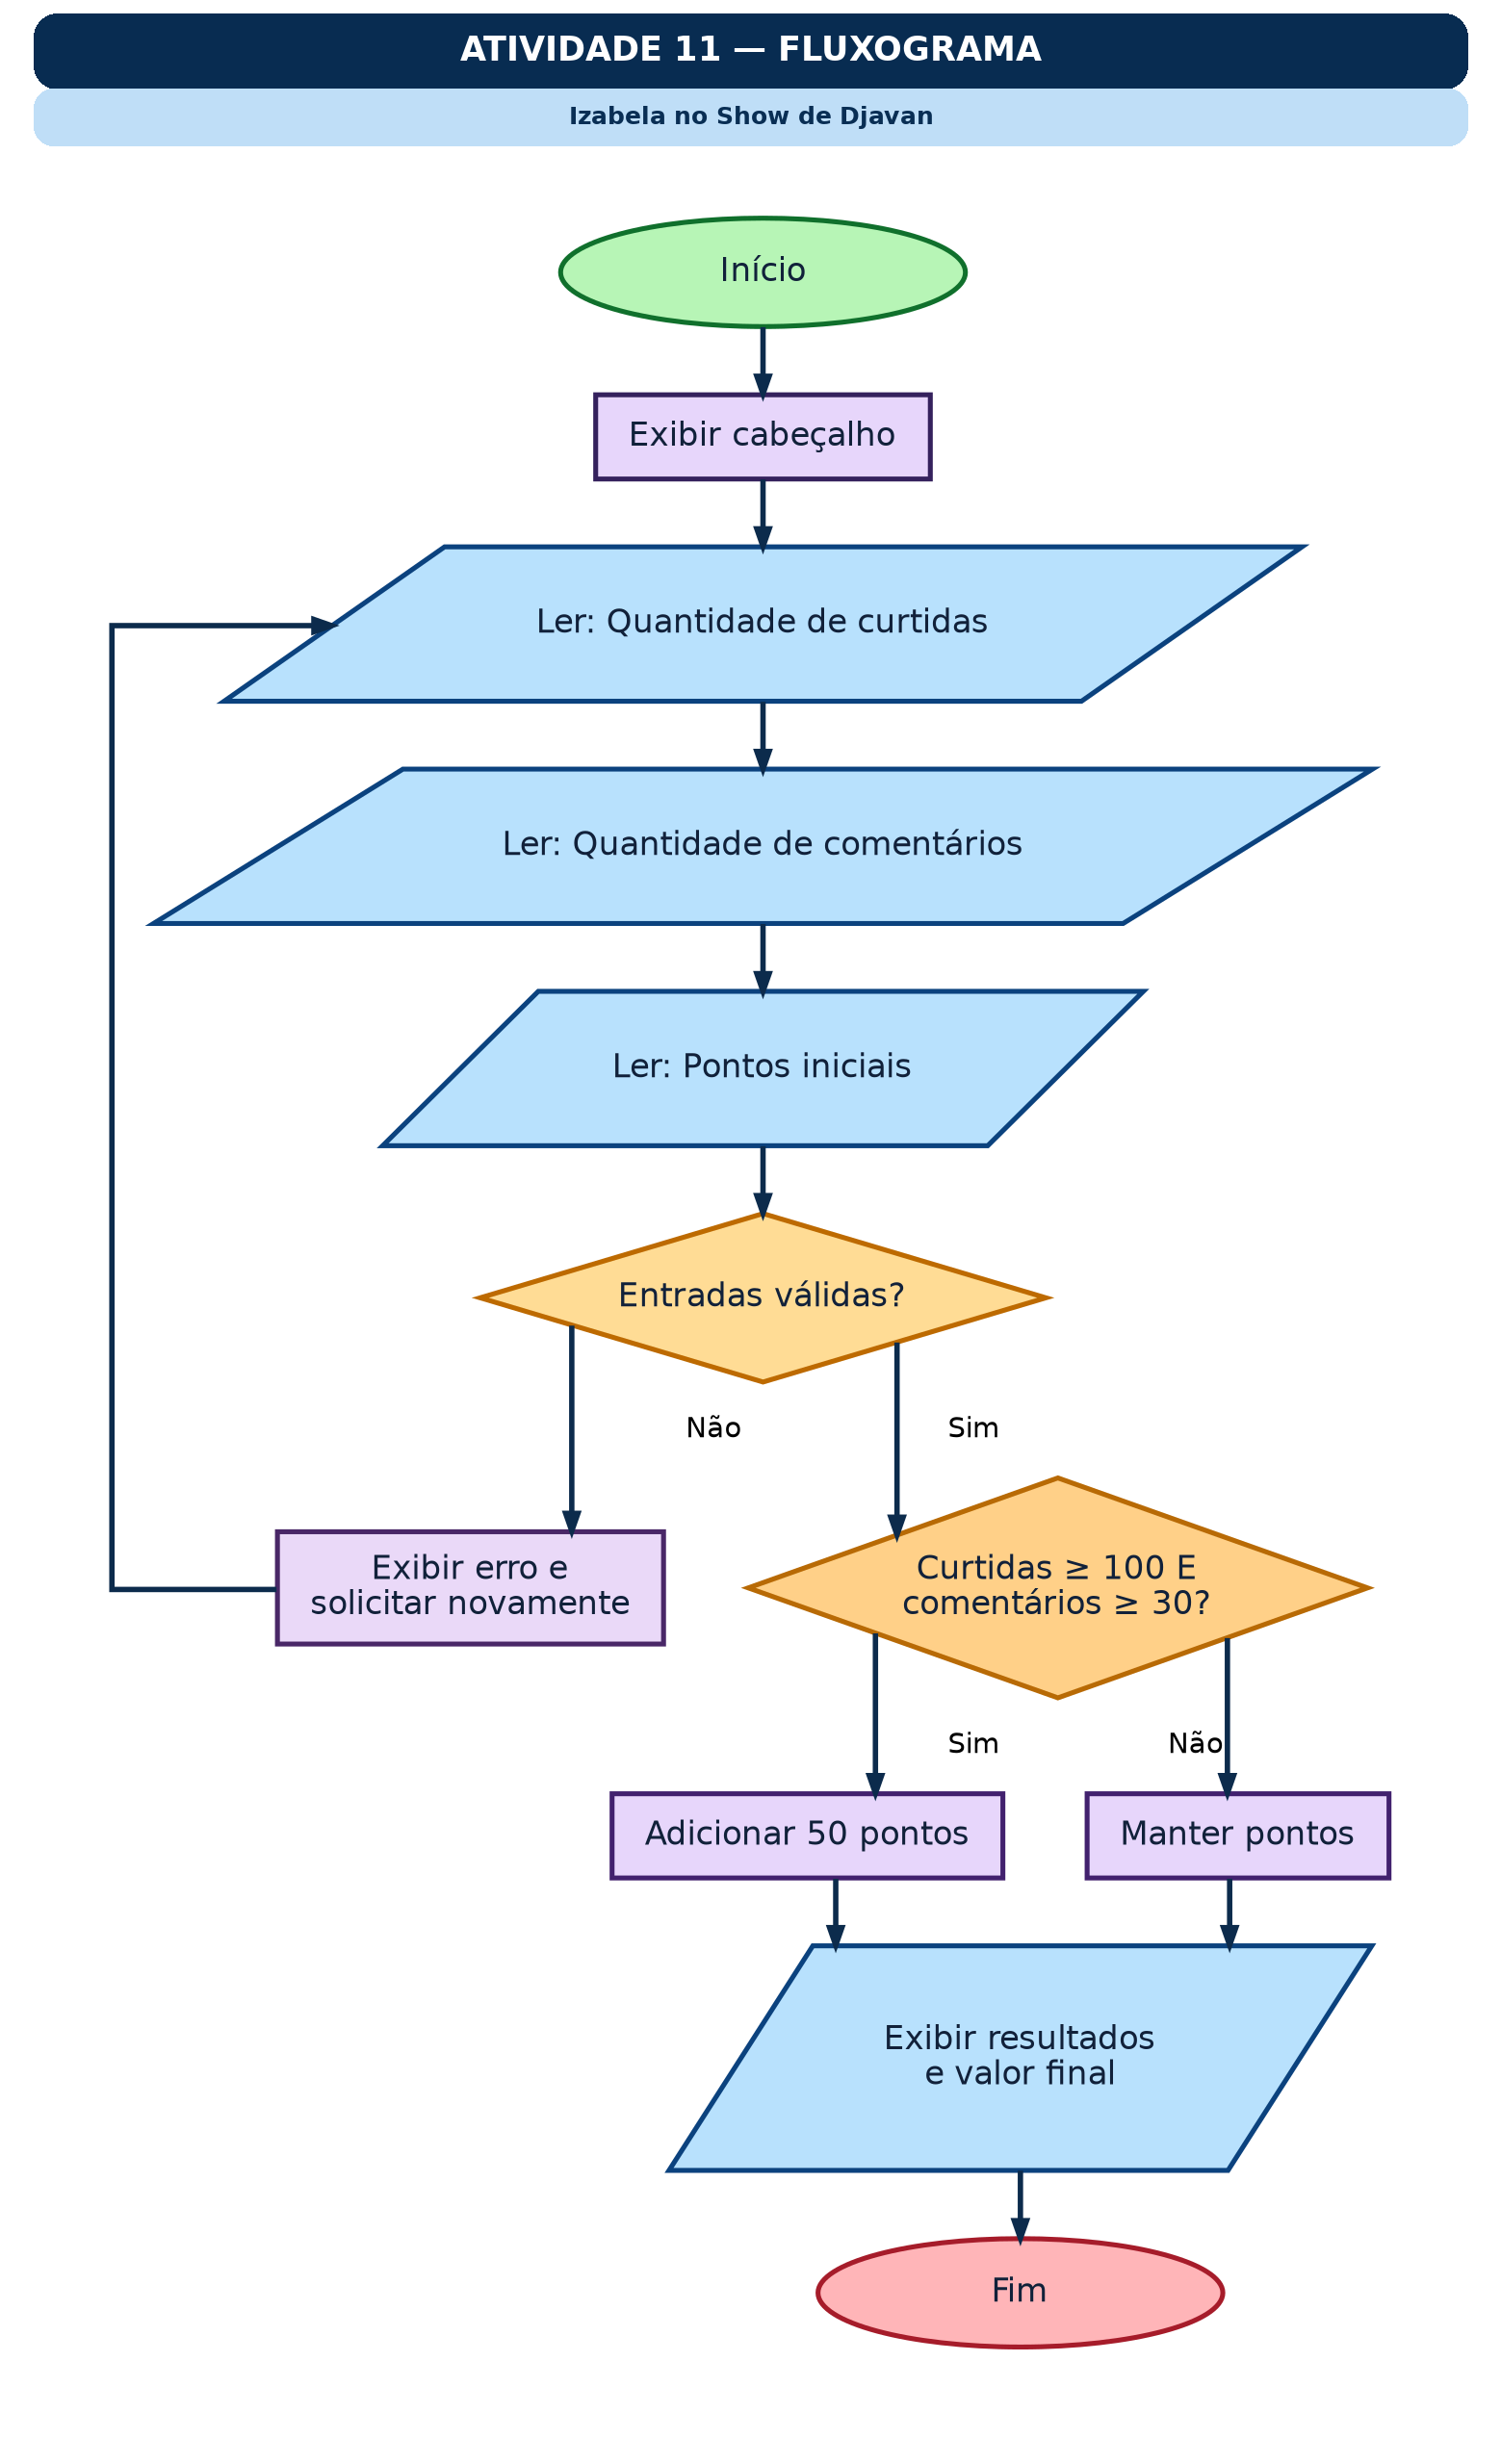 ATIVIDADE 11 — FLUXOGRAMA
Izabela no Show de Djavan
Início
Exibir cabeçalho
Ler: Quantidade de curtidas
Ler: Quantidade de comentários
Ler: Pontos iniciais
Entradas válidas?
Não
Sim
Exibir erro e
solicitar novamente
Curtidas ≥ 100 E
comentários ≥ 30?
Sim
Não
Adicionar 50 pontos
Manter pontos
Exibir resultados
e valor final
Fim